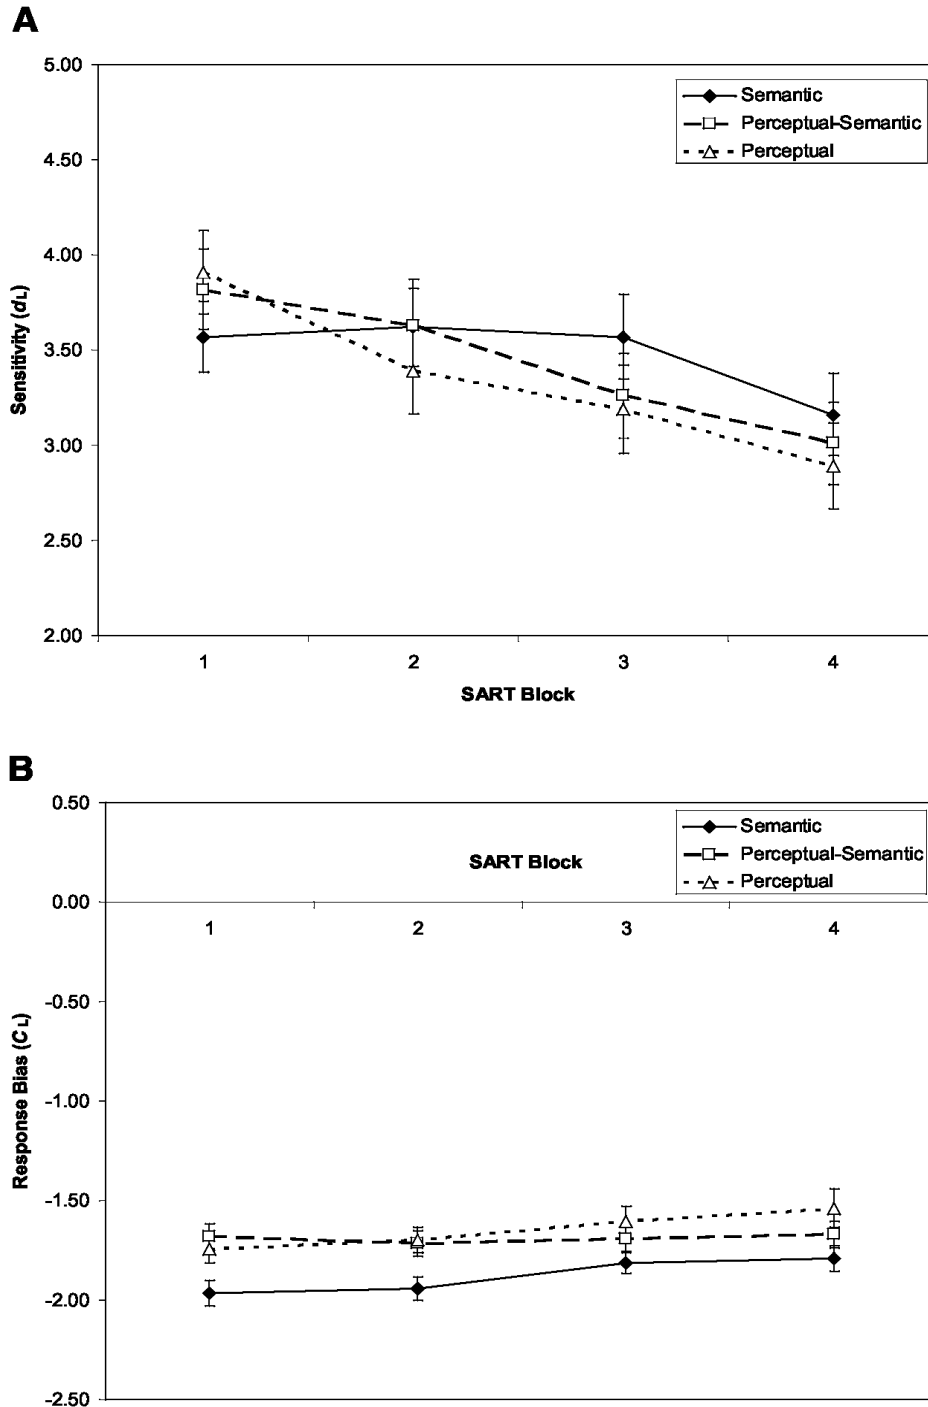 A
5.00
4.50
4.00
3.50
3.00
2.50
2.00
Sensitivity (dL)
Semantic
Perceptual-Semantic
Perceptual
1 2 3 4
SART Block
B
0.50
0.00
-0.50
-1.00
-1.50
-2.00
-2.50
Response Bias (CL)
Semantic
Perceptual-Semantic
Perceptual
SART Block
1 2 3 4